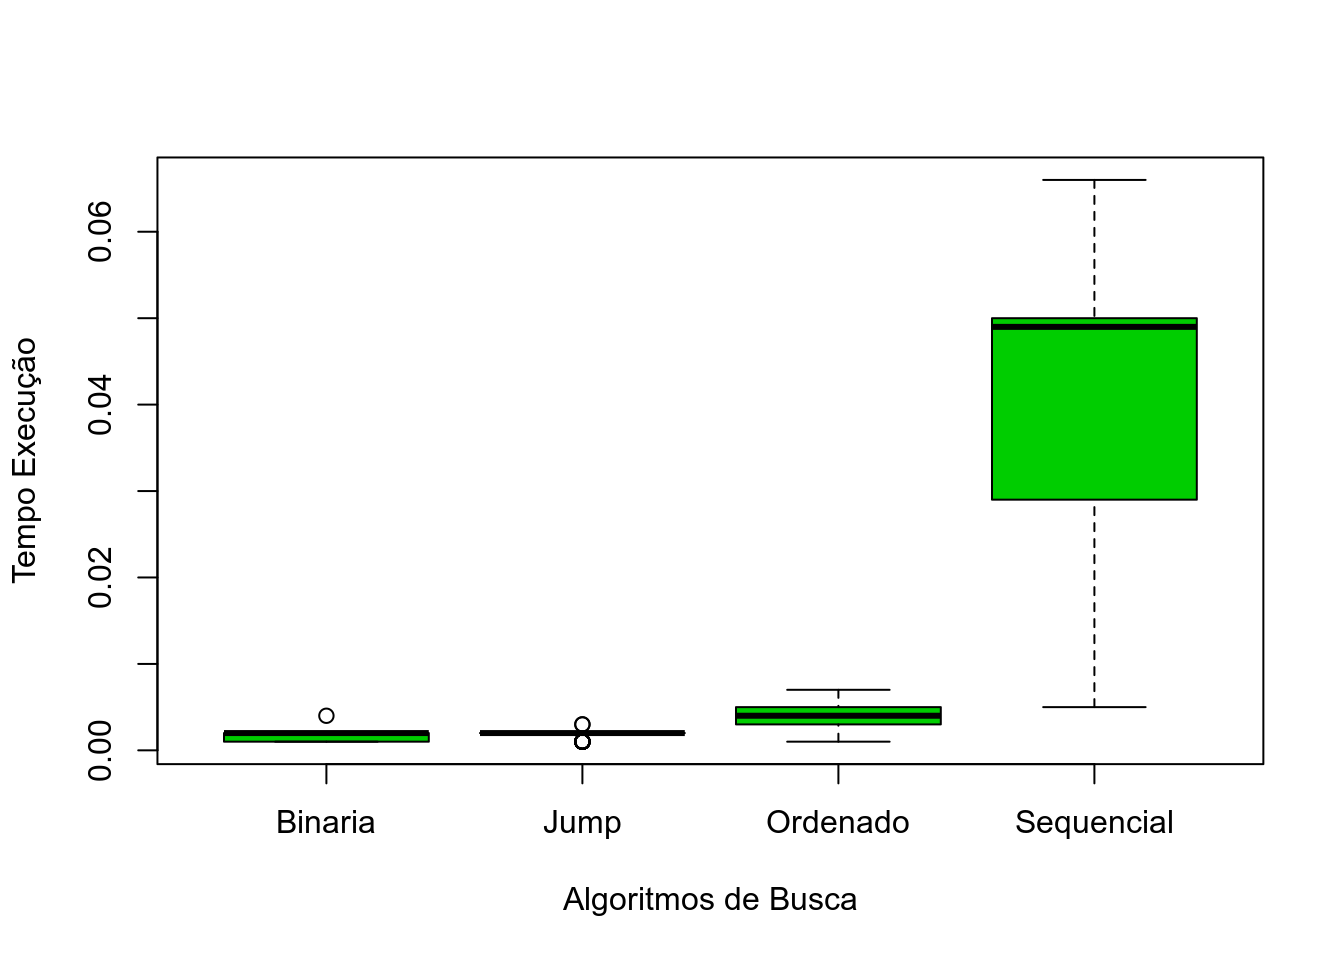 Tempo Execução
0.06
0.04
0.02
0.00
Binaria Jump Ordenado Sequencial
Algoritmos de Busca